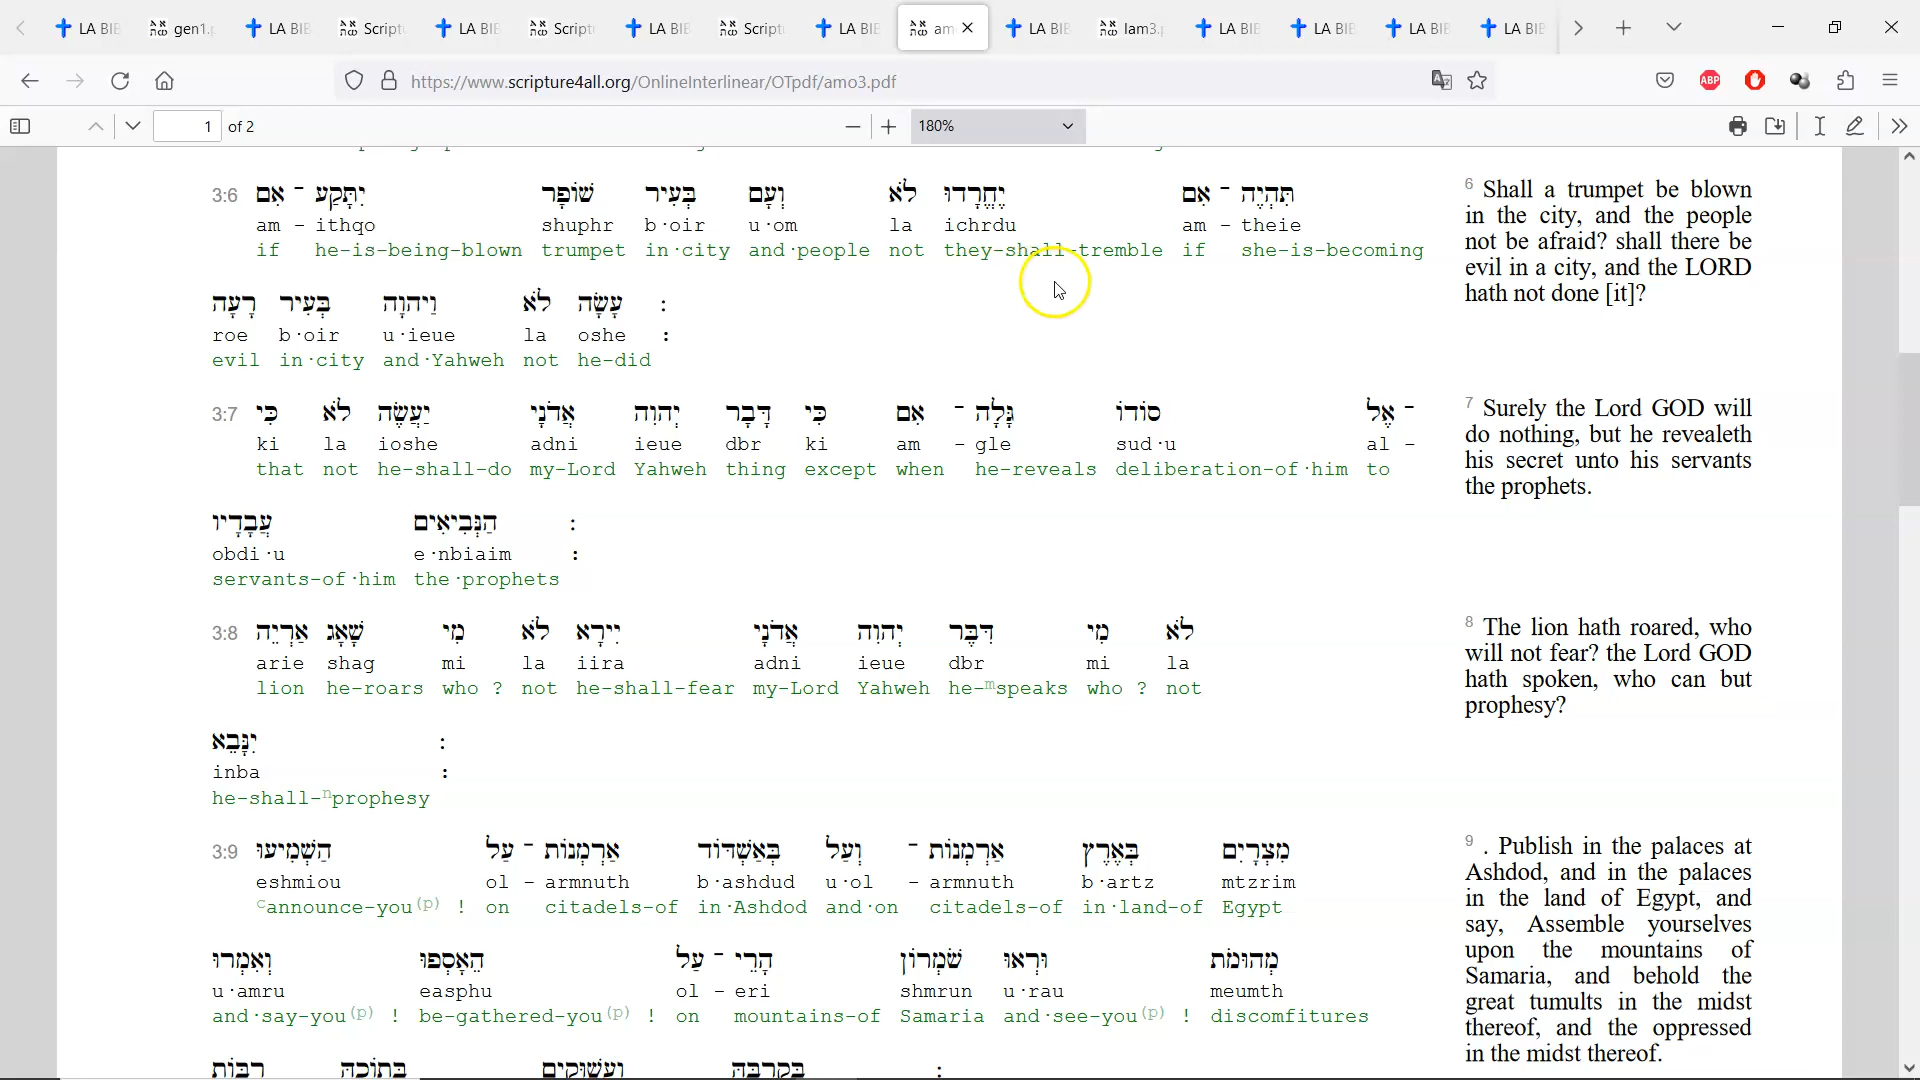 LA BIB gen1.p LA BIB Scriptu LA BIB Scriptu LA BIB Scriptu LA BIB am LA BIB lam3.p LA BIB LA BIB LA BIB LA BIB
https://www.scripture4all.org/OnlineInterlinear/OTpdf/amo3.pdf
ABP
1 of 2
180%
3:6 אִם ־ יִתָּקַע שׁוֹפָר בְּעִיר וְעָם לֹא יֶחֱרָדוּ אִם ־ תִּהְיֶה
am – ithqo shuphr b·oir u·om la ichrdu am – theie
if he-is-being-blown trumpet in·city and·people not they-shall-tremble if she-is-becoming
רָעָה בְּעִיר וַיהוָה לֹא עָשָׂה :
roe b·oir u·ieue la oshe :
evil in·city and·Yahweh not he-did
6 Shall a trumpet be blown
in the city, and the people
not be afraid? shall there be
evil in a city, and the LORD
hath not done [it]?
3:7 כִּי לֹא יַעֲשֶׂה אֲדֹנָי יְהוִה דָּבָר כִּי אִם ־ גָּלָה סוֹדוֹ אֶל ־
ki la ioshe adni ieue dbr ki am – gle sud·u al –
that not he-shall-do my-Lord Yahweh thing except when he-reveals deliberation-of·him to
עֲבָדָיו הַנְּבִיאִים :
obdi·u e·nbiaim :
servants-of·him the·prophets
7 Surely the Lord GOD will
do nothing, but he revealeth
his secret unto his servants
the prophets.
3:8 אַרְיֵה שָׁאָג מִי לֹא יִירָא אֲדֹנָי יְהוִה דִּבֶּר מִי לֹא
arie shag mi la iira adni ieue dbr mi la
lion he-roars who ? not he-shall-fear my-Lord Yahweh he-mspeaks who ? not
יִנָּבֵא :
inba :
he-shall-nprophesy
8 The lion hath roared, who
will not fear? the Lord GOD
hath spoken, who can but
prophesy?
3:9 הַשְׁמִיעוּ עַל ־ אַרְמְנוֹת בְּאַשְׁדּוֹד וְעַל ־ אַרְמְנוֹת בְּאֶרֶץ מִצְרָיִם
eshmiou ol – armnuth b·ashdud u·ol – armnuth b·artz mtzrim
cannounce-you(p) ! on citadels-of in·Ashdod and·on citadels-of in·land-of Egypt
וְאִמְרוּ הֵאָסְפוּ עַל ־ הָרֵי שֹׁמְרוֹן וּרְאוּ מְהוּמֹת
u·amru easphu ol – eri shmrun u·rau meumth
and·say-you(p) ! be-gathered-you(p) ! on mountains-of Samaria and·see-you(p) ! discomfitures
רַבּוֹת בְּתוֹכָהּ וַעֲשׁוּקִים בְּקִרְבָּהּ :
9 . Publish in the palaces at
Ashdod, and in the palaces
in the land of Egypt, and
say, Assemble yourselves
upon the mountains of
Samaria, and behold the
great tumults in the midst
thereof, and the oppressed
in the midst thereof.